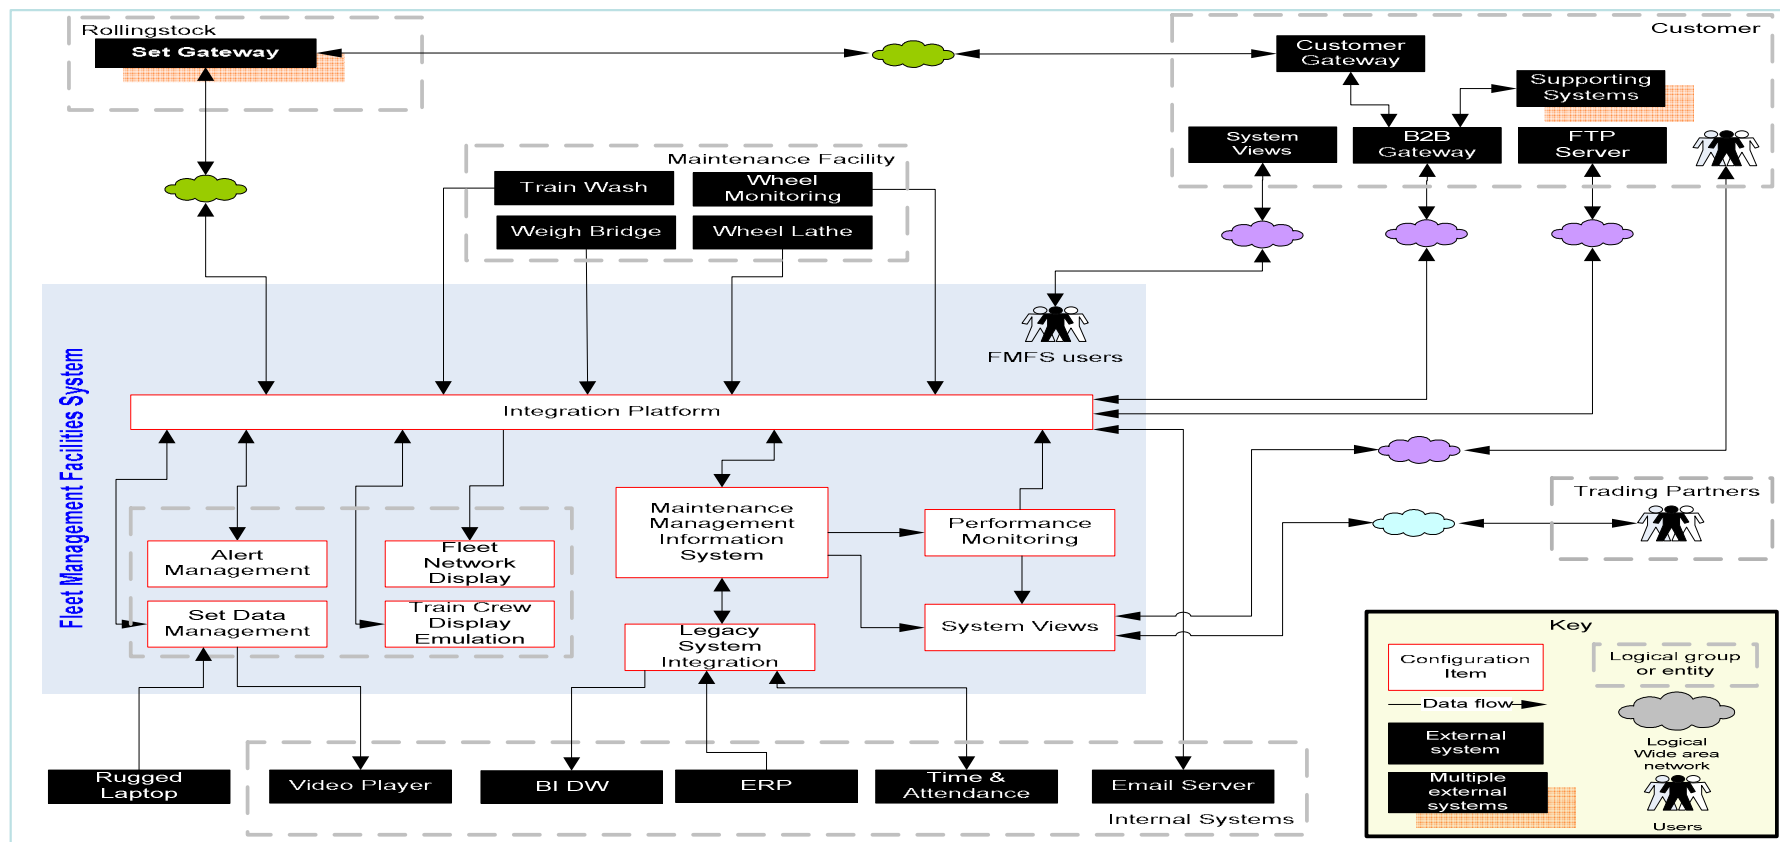 Rollingstock
Set Gateway
Customer
Customer
Gateway
Supporting
Systems
System
Views
B2B
Gateway
FTP
Server
Maintenance Facility
Train Wash
Wheel
Monitoring
Weigh Bridge
Wheel Lathe
Fleet Management Facilities System
FMFS users
Integration Platform
Alert
Management
Fleet
Network
Display
Set Data
Management
Train Crew
Display
Emulation
Maintenance
Management
Information
System
Performance
Monitoring
Legacy
System
Integration
System Views
Trading Partners
Rugged
Laptop
Video Player
BI DW
ERP
Time &
Attendance
Email Server
Internal Systems
Key
Configuration
Item
Logical group
or entity
Data flow
External
system
Logical
Wide area
network
Multiple
external
systems
Users